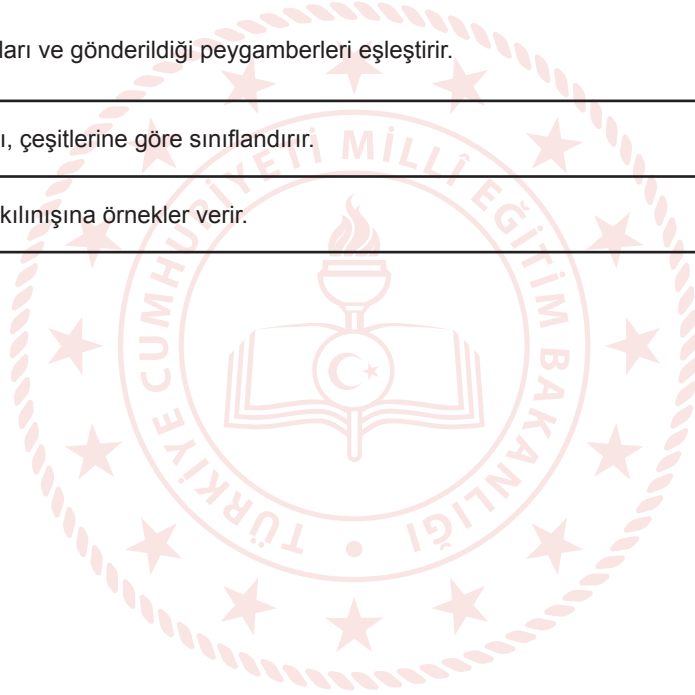 ları ve gönderildiği peygamberleri eşleştirir.
ı, çeşitlerine göre sınıflandırır.
kılınışına örnekler verir.
TÜRKİYE CUMHURİYETİ MİLLÎ EĞİTİM BAKANLIĞI